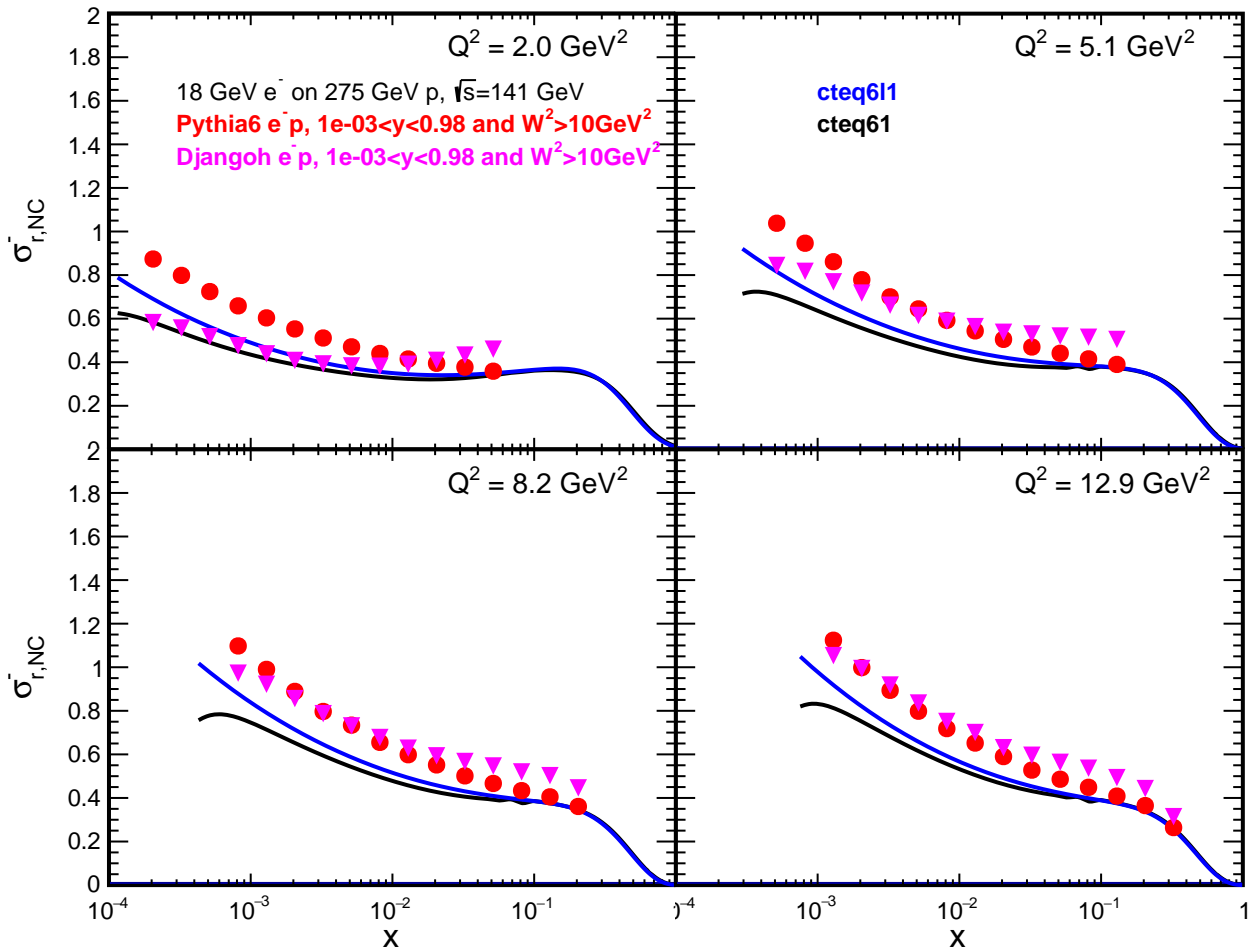 Q² = 2.0 GeV²
18 GeV e⁻ on 275 GeV p, √s=141 GeV
Pythia6 e⁻p, 1e-03<y<0.98 and W²>10GeV²
Djangoh e⁻p, 1e-03<y<0.98 and W²>10GeV²
2
1.8
1.6
1.4
1.2
1
0.8
0.6
0.4
0.2
σ⁻r,NC
Q² = 5.1 GeV²
cteq6l1
cteq61
Q² = 8.2 GeV²
2
1.8
1.6
1.4
1.2
1
0.8
0.6
0.4
0.2
0
σ⁻r,NC
10⁻⁴ 10⁻³ 10⁻² 10⁻¹
x
Q² = 12.9 GeV²
)⁻⁴ 10⁻³ 10⁻² 10⁻¹ 1
x